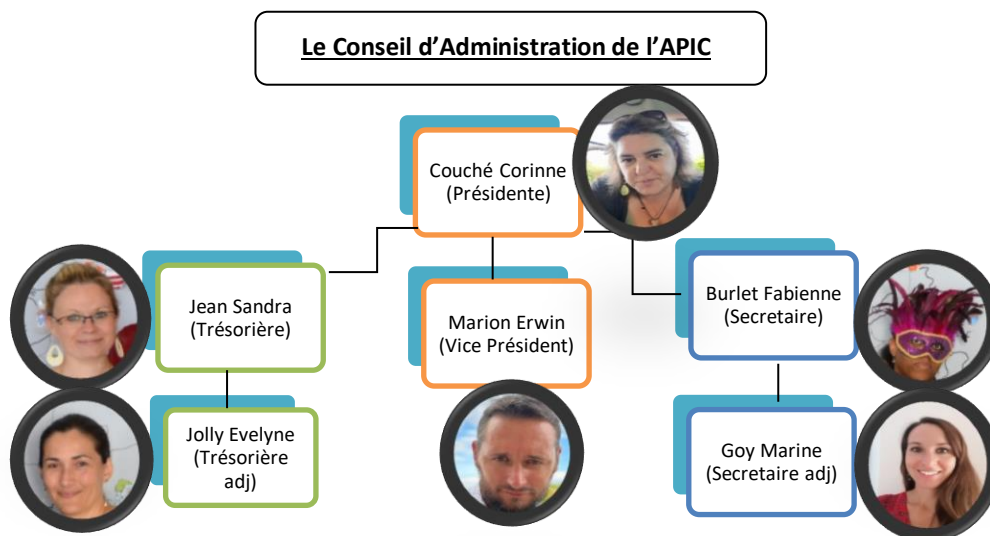 Le Conseil d’Administration de l’APIC
Couché Corinne
(Présidente)
Jean Sandra
(Trésorière)
Marion Erwin
(Vice Président)
Burlet Fabienne
(Secretaire)
Jolly Evelyne
(Trésorière
adj)
Goy Marine
(Secretaire adj)